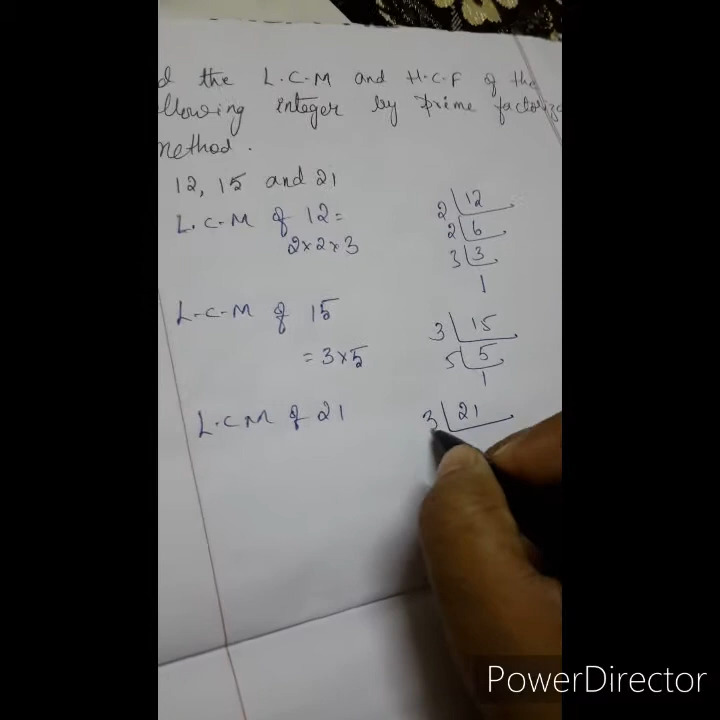 the L.C.M and H.C.F of the
integer by prime
method.
12, 15 and 21
L.C.M of 12 =
2×2×3
2 12
2 6
3 3
1
L.C.M of 15
= 3×5
3 15
5 5
1
L.C.M of 21
3 21
PowerDirector